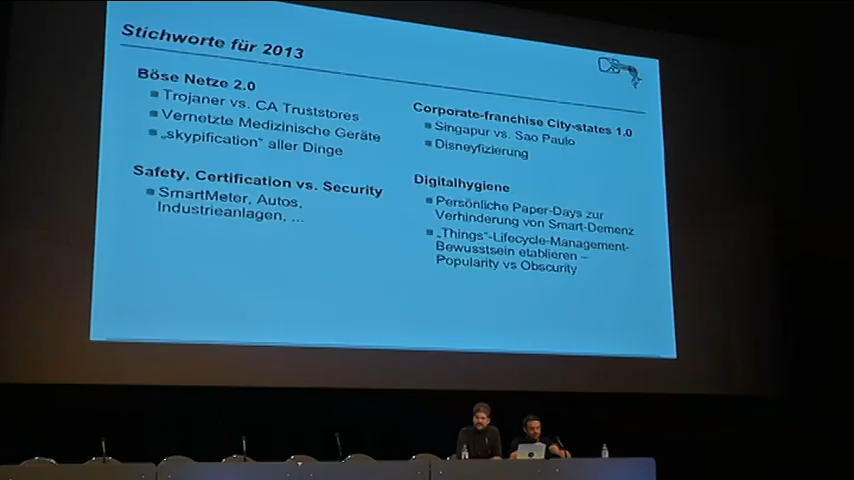 Stichworte für 2013
Böse Netze 2.0
Trojaner vs. CA Truststores
Vernetzte Medizinische Geräte
„skypification" aller Dinge
Safety, Certification vs. Security
SmartMeter, Autos,
Industrieanlagen, ...
Corporate-franchise City-states 1.0
Singapur vs. Sao Paulo
Disneyfizierung
Digitalhygiene
Persönliche Paper-Days zur
Verhinderung von Smart-Demenz
„Things"-Lifecycle-Management-
Bewusstsein etablieren –
Popularity vs Obscurity